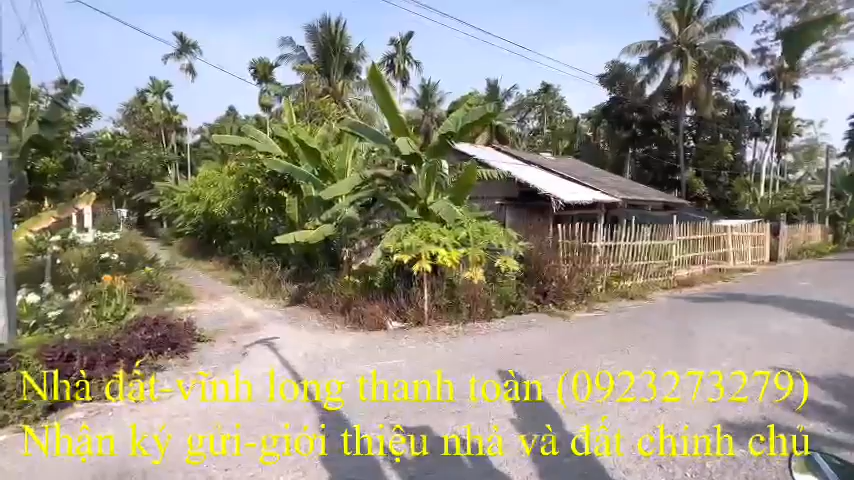 Nhà đất vĩnh long thanh toàn (0923273279)
Nhận ký gửi-giới thiệu nhà và đất chính chủ